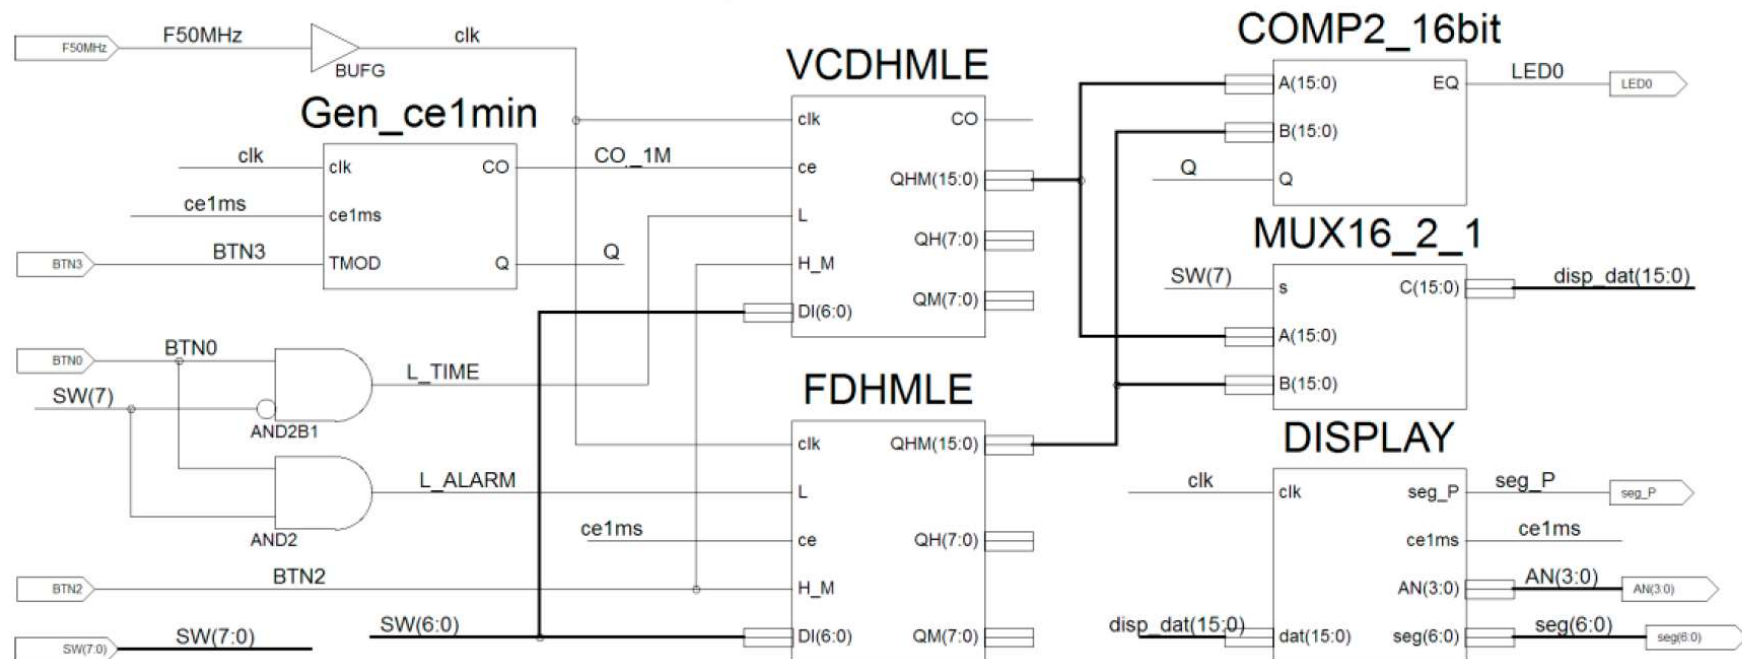 F50MHz
F50MHz
clk
BUFG
Gen_ce1min
clk
clk
CO
CO_1M
ce1ms
ce1ms
BTN3
BTN3
TMOD
Q
Q
BTN0
BTN0
SW(7)
AND2B1
L_TIME
AND2
L_ALARM
BTN2
BTN2
SW(7:0)
SW(7:0)
SW(6:0)
VCDHMLE
clk
CO
ce
QHM(15:0)
L
QH(7:0)
H_M
QM(7:0)
DI(6:0)
FDHMLE
clk
QHM(15:0)
L
ce1ms
ce
QH(7:0)
H_M
DI(6:0)
QM(7:0)
COMP2_16bit
A(15:0)
EQ
LED0
LED0
B(15:0)
Q
Q
MUX16_2_1
SW(7)
s
C(15:0)
disp_dat(15:0)
A(15:0)
B(15:0)
DISPLAY
clk
clk
seg_P
seg_P
seg_P
ce1ms
ce1ms
AN(3:0)
AN(3:0)
AN(3:0)
disp_dat(15:0)
dat(15:0)
seg(6:0)
seg(6:0)
seg(6:0)